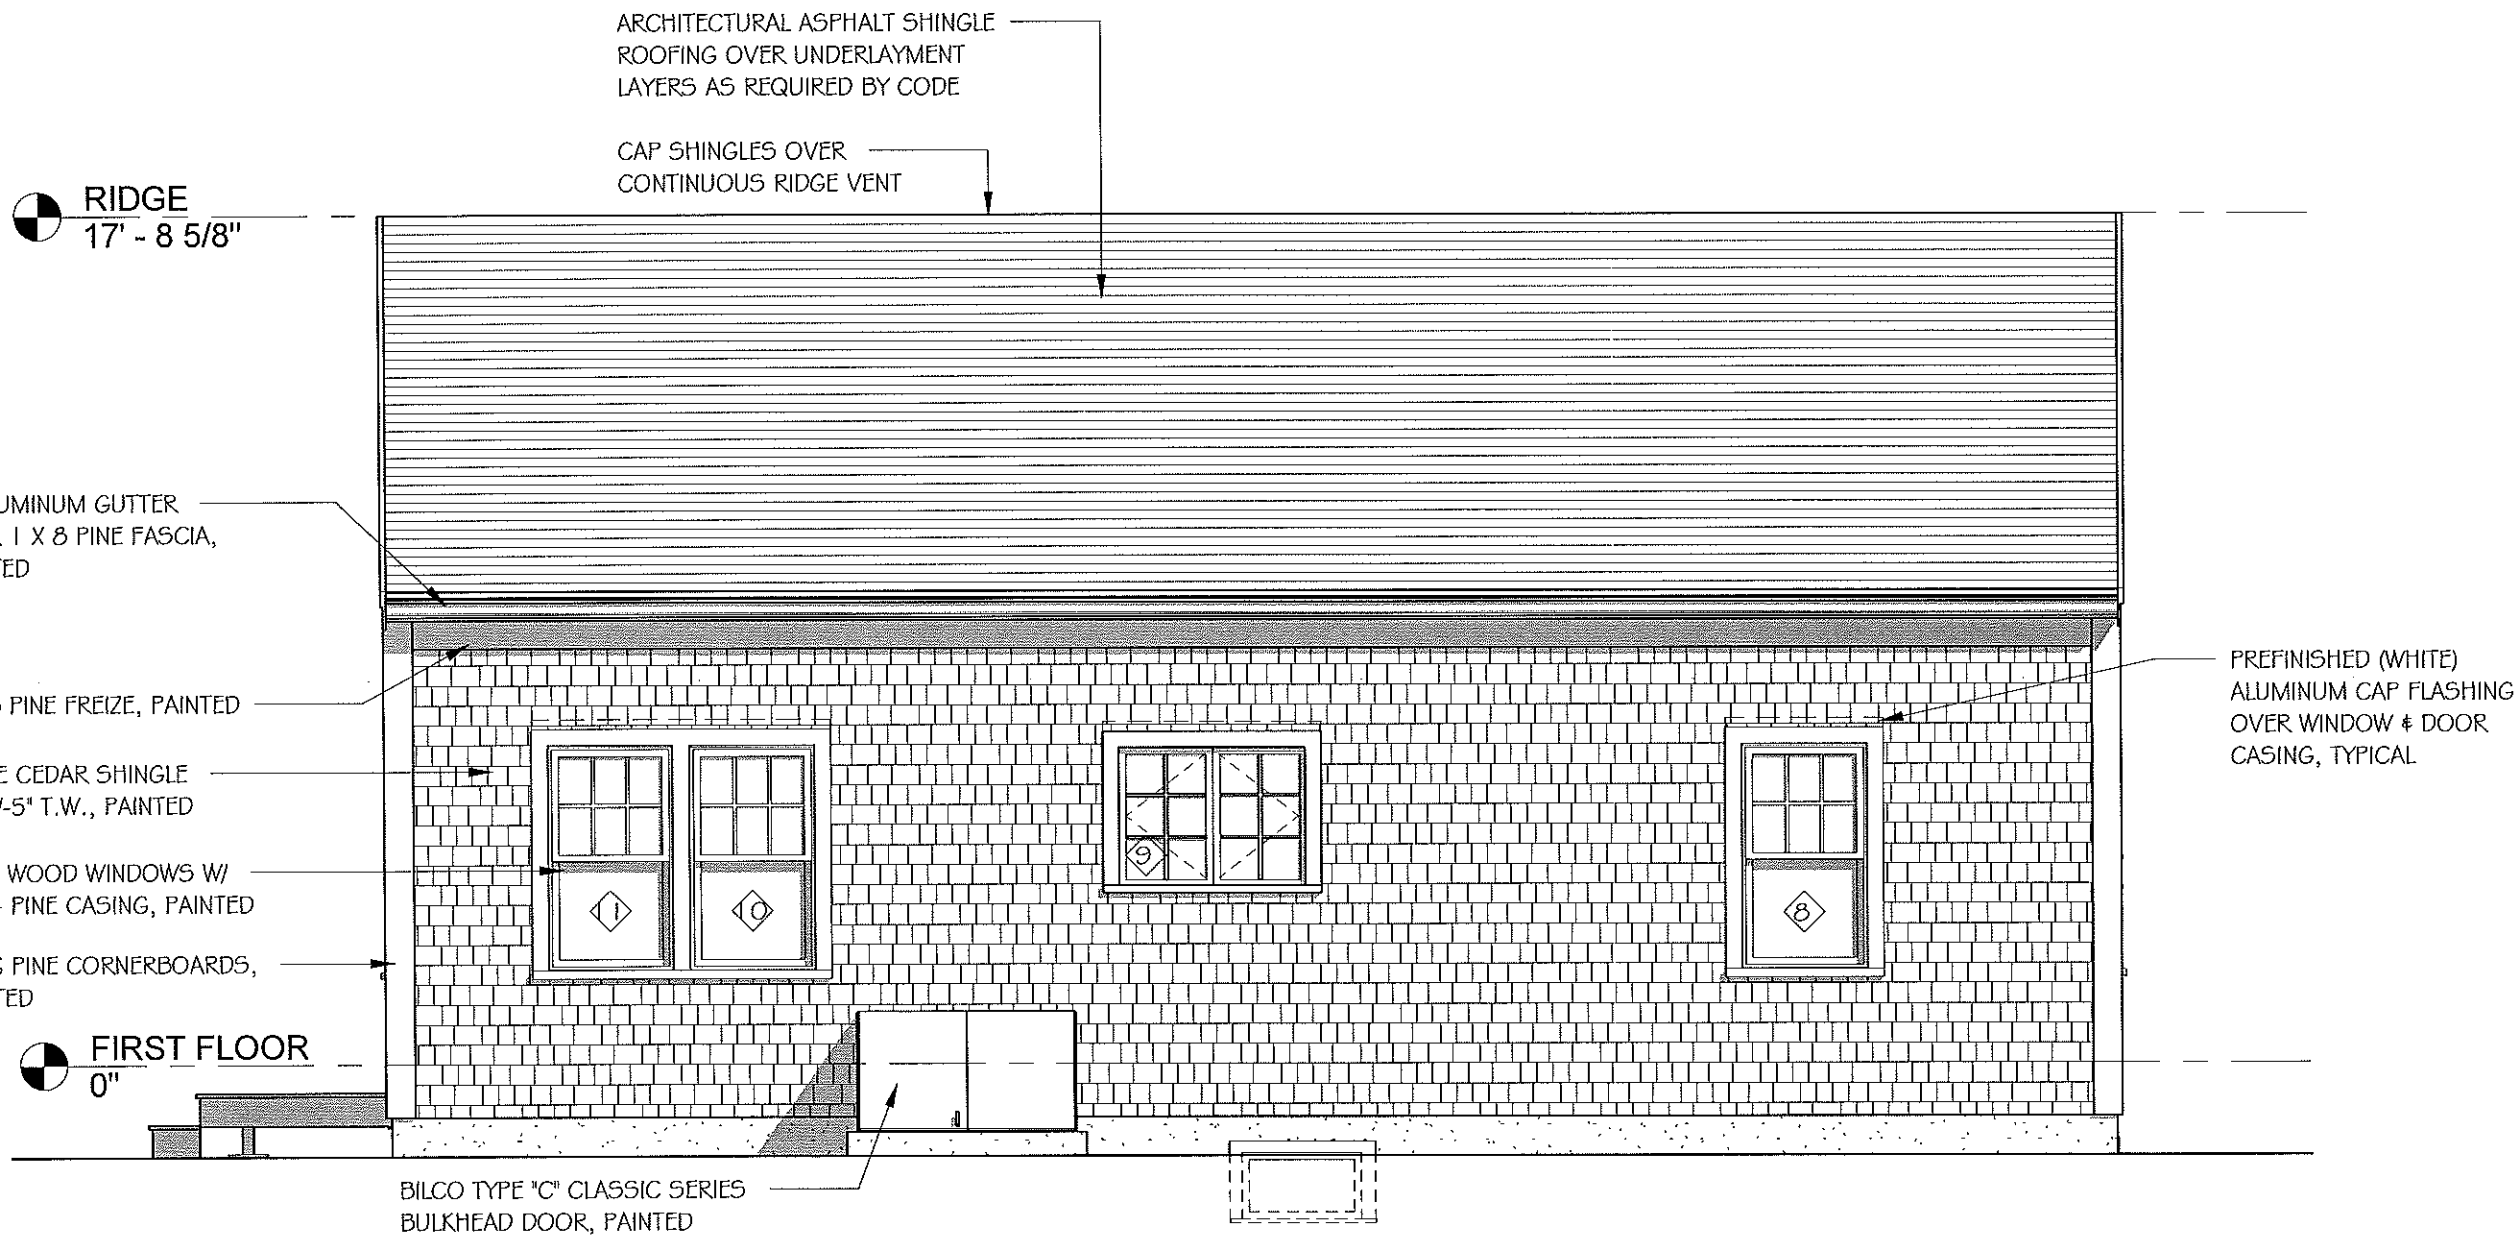 ARCHITECTURAL ASPHALT SHINGLE
ROOFING OVER UNDERLAYMENT
LAYERS AS REQUIRED BY CODE
CAP SHINGLES OVER
CONTINUOUS RIDGE VENT
RIDGE
17' - 8 5/8"
UMINUM GUTTER
1 X 8 PINE FASCIA,
TED
PINE FREIZE, PAINTED
E CEDAR SHINGLE
-5" T.W., PAINTED
WOOD WINDOWS W/
PINE CASING, PAINTED
PINE CORNERBOARDS,
TED
FIRST FLOOR
0"
PREFINISHED (WHITE)
ALUMINUM CAP FLASHING
OVER WINDOW & DOOR
CASING, TYPICAL
9
1
10
8
BILCO TYPE "C" CLASSIC SERIES
BULKHEAD DOOR, PAINTED